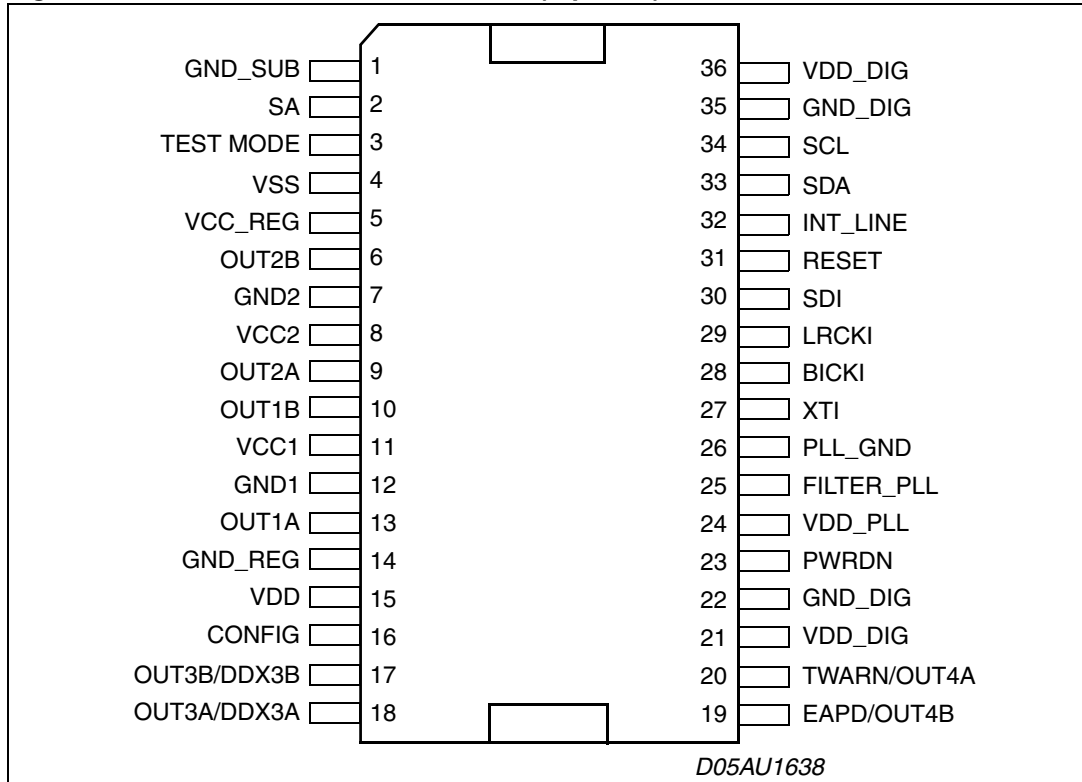 GND_SUB 1 36 VDD_DIG
SA 2 35 GND_DIG
TEST MODE 3 34 SCL
VSS 4 33 SDA
VCC_REG 5 32 INT_LINE
OUT2B 6 31 RESET
GND2 7 30 SDI
VCC2 8 29 LRCKI
OUT2A 9 28 BICKI
OUT1B 10 27 XTI
VCC1 11 26 PLL_GND
GND1 12 25 FILTER_PLL
OUT1A 13 24 VDD_PLL
GND_REG 14 23 PWRDN
VDD 15 22 GND_DIG
CONFIG 16 21 VDD_DIG
OUT3B/DDX3B 17 20 TWARN/OUT4A
OUT3A/DDX3A 18 19 EAPD/OUT4B
D05AU1638